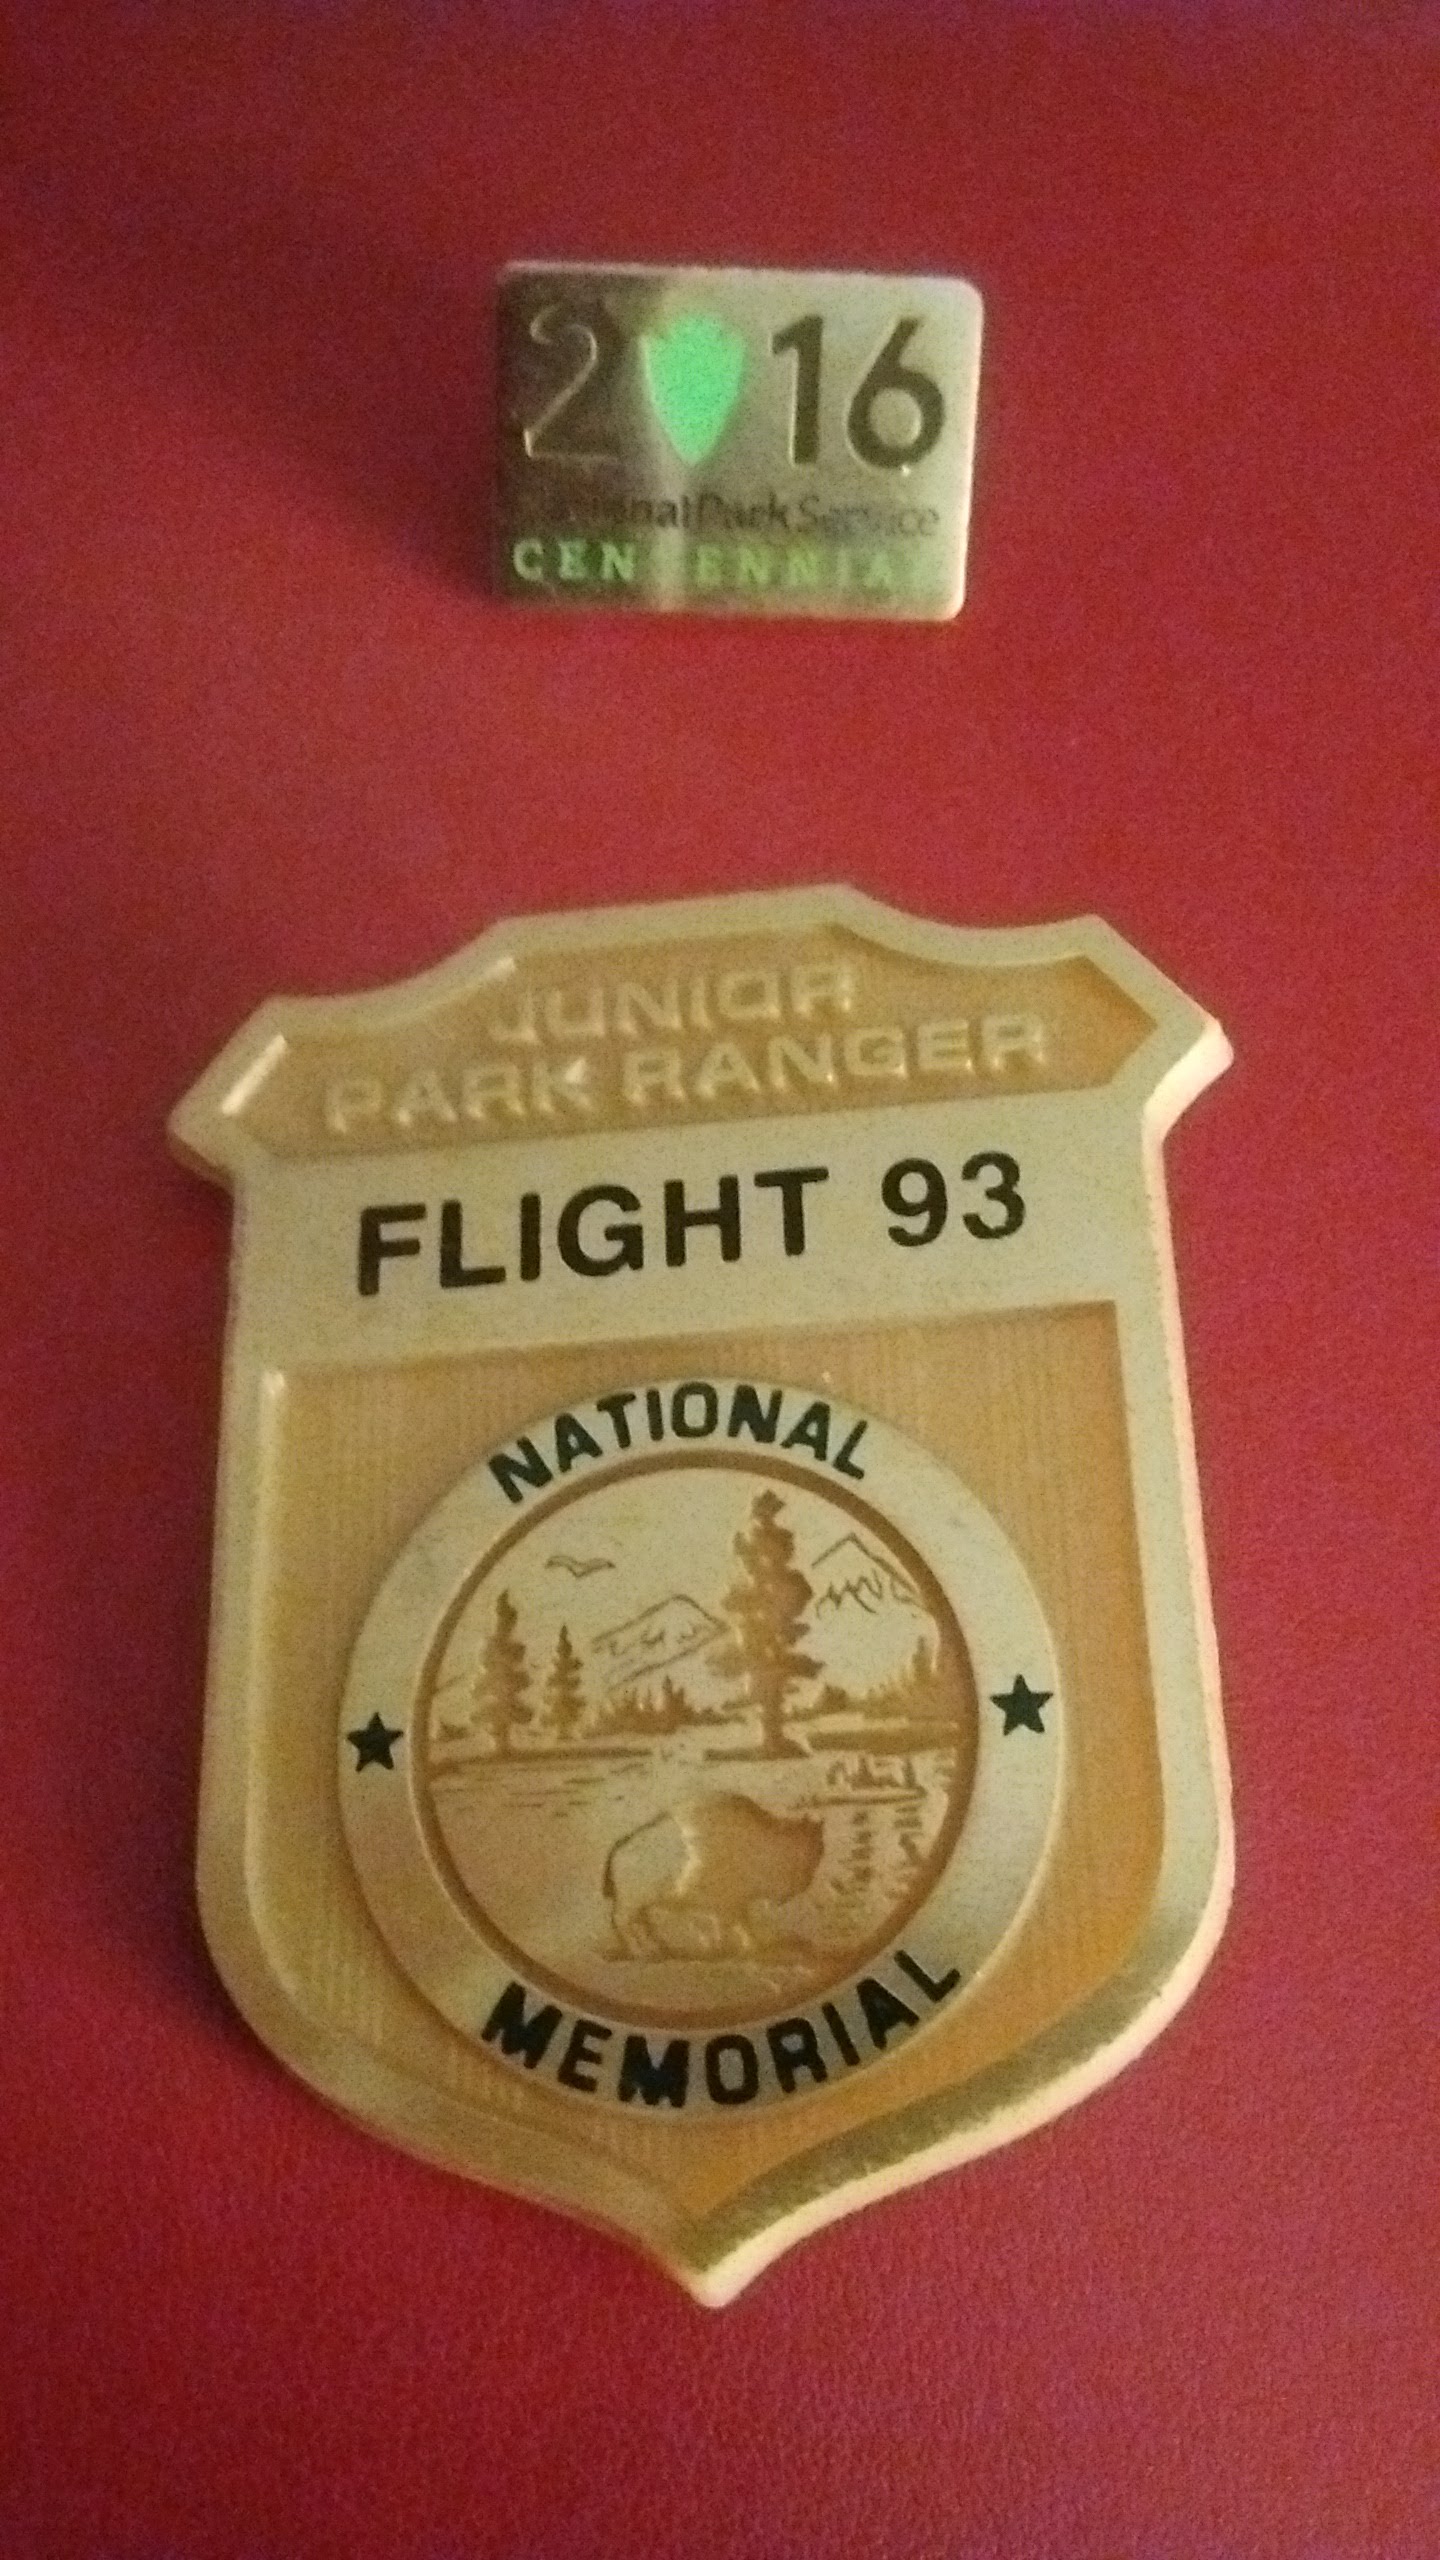 2016
National Park Service
CENTENNIAL
JUNIOR
PARK RANGER
FLIGHT 93
NATIONAL
MEMORIAL